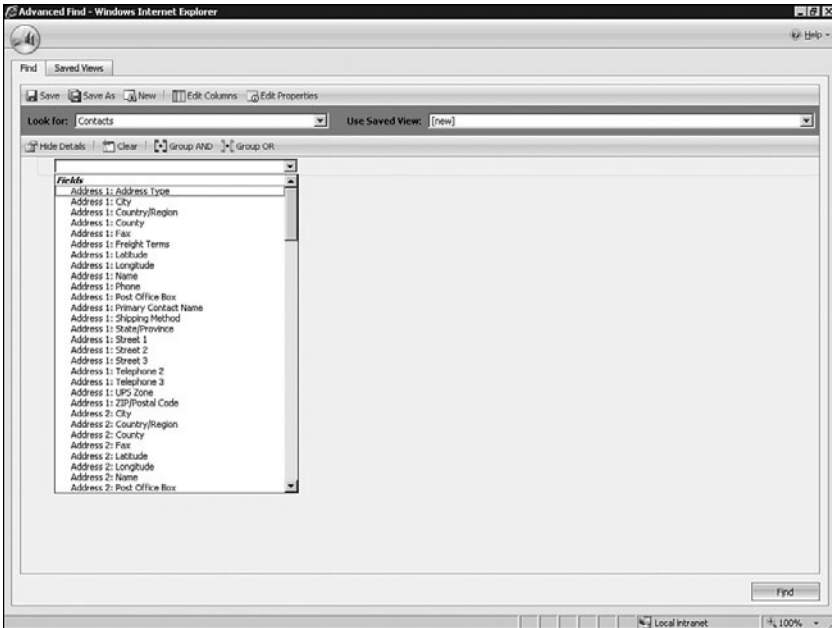 Advanced Find - Windows Internet Explorer
Help
Find Saved Views
Save Save As New Edit Columns Edit Properties
Look for: Contacts Use Saved View: [new]
Hide Details Clear Group AND Group OR
Fields
Address 1: Address Type
Address 1: City
Address 1: Country/Region
Address 1: County
Address 1: Fax
Address 1: Freight Terms
Address 1: Latitude
Address 1: Longitude
Address 1: Name
Address 1: Phone
Address 1: Post Office Box
Address 1: Primary Contact Name
Address 1: Shipping Method
Address 1: State/Province
Address 1: Street 1
Address 1: Street 2
Address 1: Street 3
Address 1: Telephone 2
Address 1: Telephone 3
Address 1: UPS Zone
Address 1: ZIP/Postal Code
Address 2: City
Address 2: Country/Region
Address 2: County
Address 2: Fax
Address 2: Latitude
Address 2: Longitude
Address 2: Name
Address 2: Post Office Box
Find
Local intranet 100%